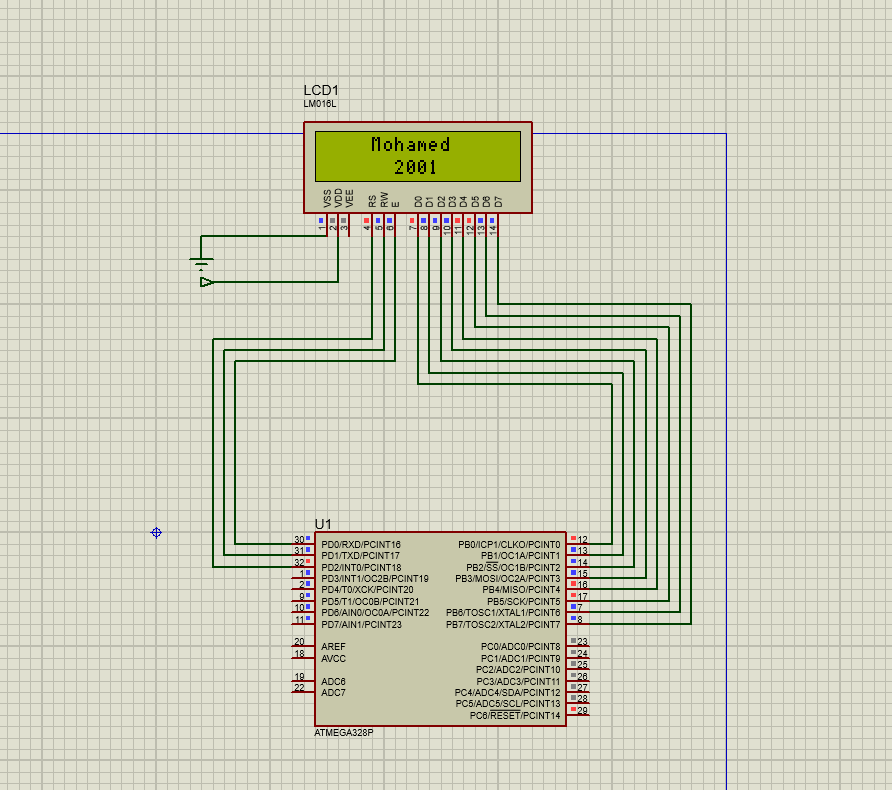 LCD1
LM016L
Mohamed
2001
VSS VDD VEE RS RW E D0 D1 D2 D3 D4 D5 D6 D7
1 2 3 4 5 6 7 8 9 10 11 12 13 14
U1
30 PD0/RXD/PCINT16 PB0/ICP1/CLKO/PCINT0 12
31 PD1/TXD/PCINT17 PB1/OC1A/PCINT1 13
32 PD2/INT0/PCINT18 PB2/SS/OC1B/PCINT2 14
1 PD3/INT1/OC2B/PCINT19 PB3/MOSI/OC2A/PCINT3 15
2 PD4/T0/XCK/PCINT20 PB4/MISO/PCINT4 16
9 PD5/T1/OC0B/PCINT21 PB5/SCK/PCINT5 17
10 PD6/AIN0/OC0A/PCINT22 PB6/TOSC1/XTAL1/PCINT6 7
11 PD7/AIN1/PCINT23 PB7/TOSC2/XTAL2/PCINT7 8
20 AREF PC0/ADC0/PCINT8 23
18 AVCC PC1/ADC1/PCINT9 24
PC2/ADC2/PCINT10 25
19 ADC6 PC3/ADC3/PCINT11 26
22 ADC7 PC4/ADC4/SDA/PCINT12 27
PC5/ADC5/SCL/PCINT13 28
PC6/RESET/PCINT14 29
ATMEGA328P